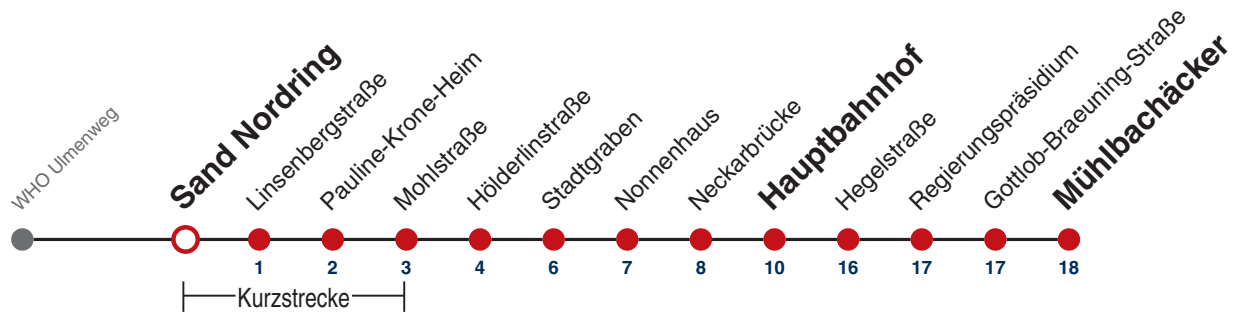 WHO Ulmenweg
Sand Nordring
Linsenbergstraße
Pauline-Krone-Heim
Mohlstraße
Hölderlinstraße
Stadtgraben
Nonnenhaus
Neckarbrücke
Hauptbahnhof
Hegelstraße
Regierungspräsidium
Gottlob-Braeuning-Straße
Mühlbachäcker
1 2 3 4 6 7 8 10 16 17 17 18
Kurzstrecke